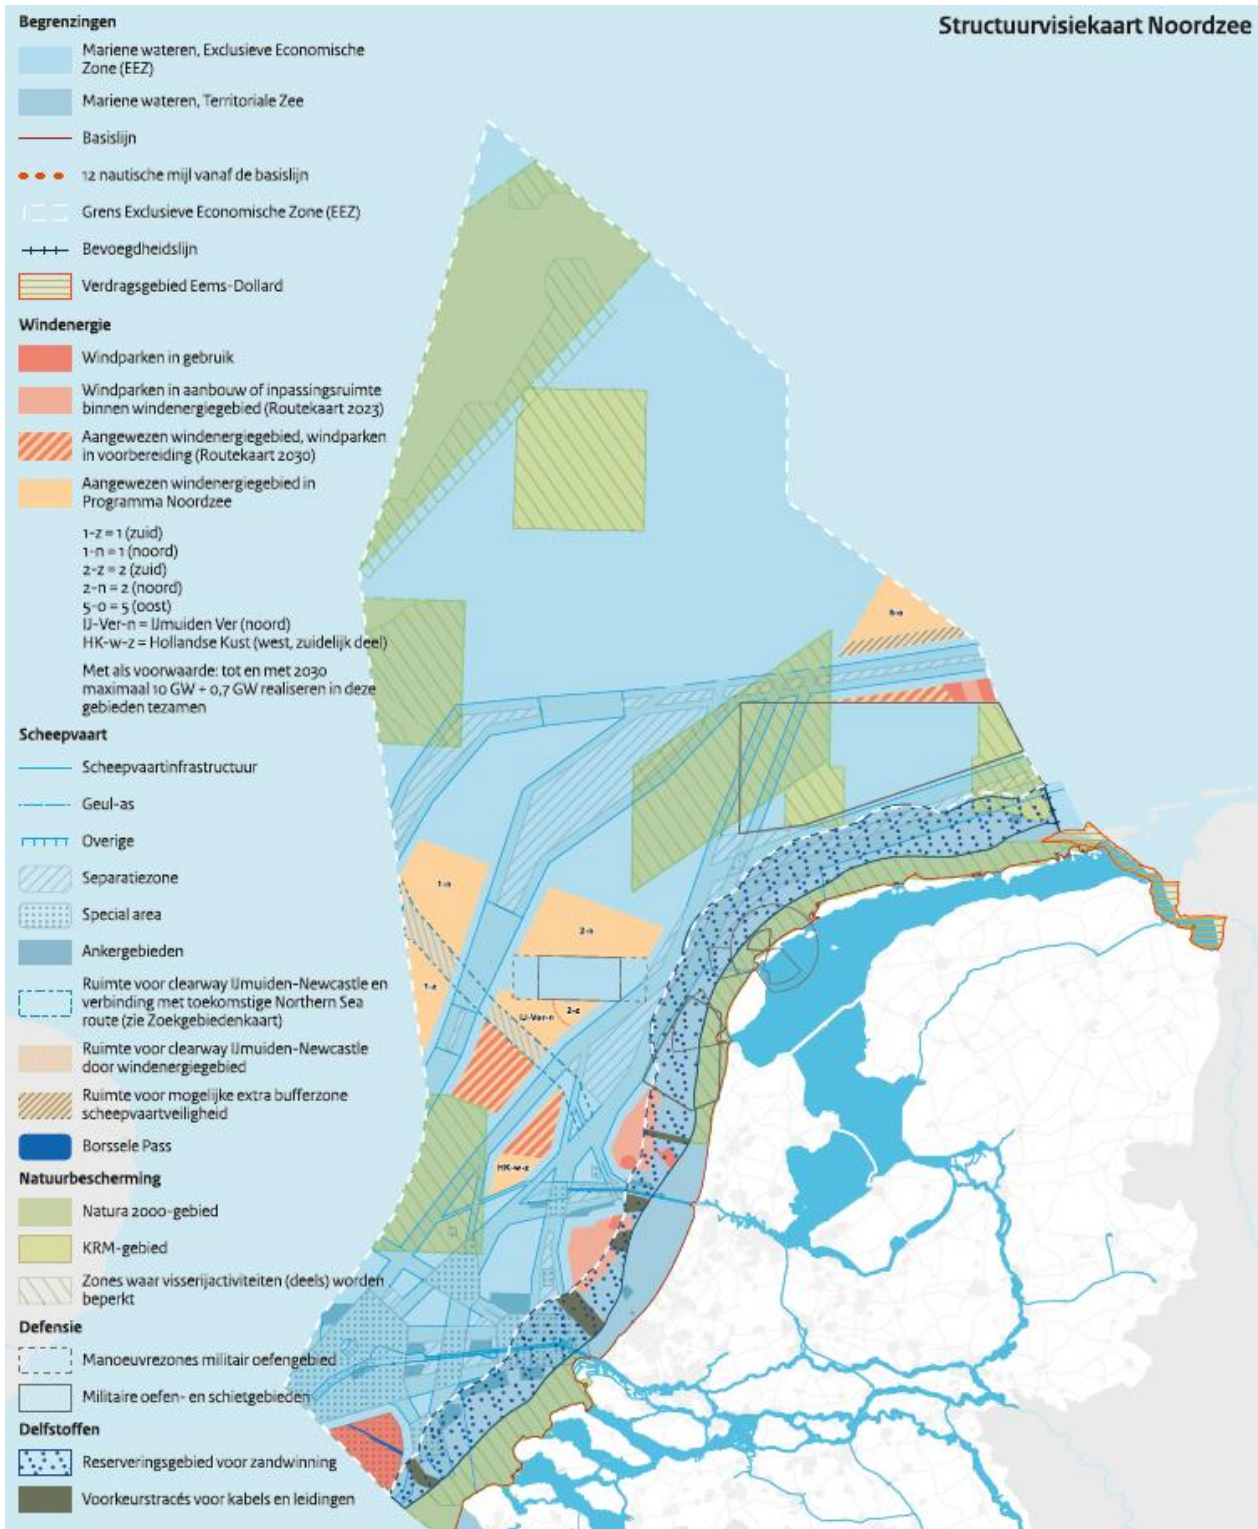 Structuurvisiekaart Noordzee
Begrenzingen
Mariene wateren, Exclusieve Economische
Zone (EEZ)
Mariene wateren, Territoriale Zee
Basislijn
12 nautische mijl vanaf de basislijn
Grens Exclusieve Economische Zone (EEZ)
Bevoegdheidslijn
Verdragsgebied Eems-Dollard
Windenergie
Windparken in gebruik
Windparken in aanbouw of inpassingsruimte
binnen windenergiegebied (Routekaart 2023)
Aangewezen windenergiegebied, windparken
in voorbereiding (Routekaart 2030)
Aangewezen windenergiegebied in
Programma Noordzee
1-z = 1 (zuid)
1-n = 1 (noord)
2-z = 2 (zuid)
2-n = 2 (noord)
5-o = 5 (oost)
IJ-Ver-n = IJmuiden Ver (noord)
HK-w-z = Hollandse Kust (west, zuidelijk deel)
Met als voorwaarde: tot en met 2030
maximaal 10 GW + 0,7 GW realiseren in deze
gebieden tezamen
Scheepvaart
Scheepvaartinfrastructuur
Geul-as
Overige
Separatiezone
Special area
Ankergebieden
Ruimte voor clearway IJmuiden-Newcastle en
verbinding met toekomstige Northern Sea
route (zie Zoekgebiedenkaart)
Ruimte voor clearway IJmuiden-Newcastle
door windenergiegebied
Ruimte voor mogelijke extra bufferzone
scheepvaartveiligheid
Borssele Pass
Natuurbescherming
Natura 2000-gebied
KRM-gebied
Zones waar visserijactiviteiten (deels) worden
beperkt
Defensie
Manoeuvrezones militair oefengebied
Militaire oefen- en schietgebieden
Delfstoffen
Reserveringsgebied voor zandwinning
Voorkeurstracés voor kabels en leidingen
5-o
1-n
2-n
1-z
IJ-Ver-n
2-z
HK-w-z